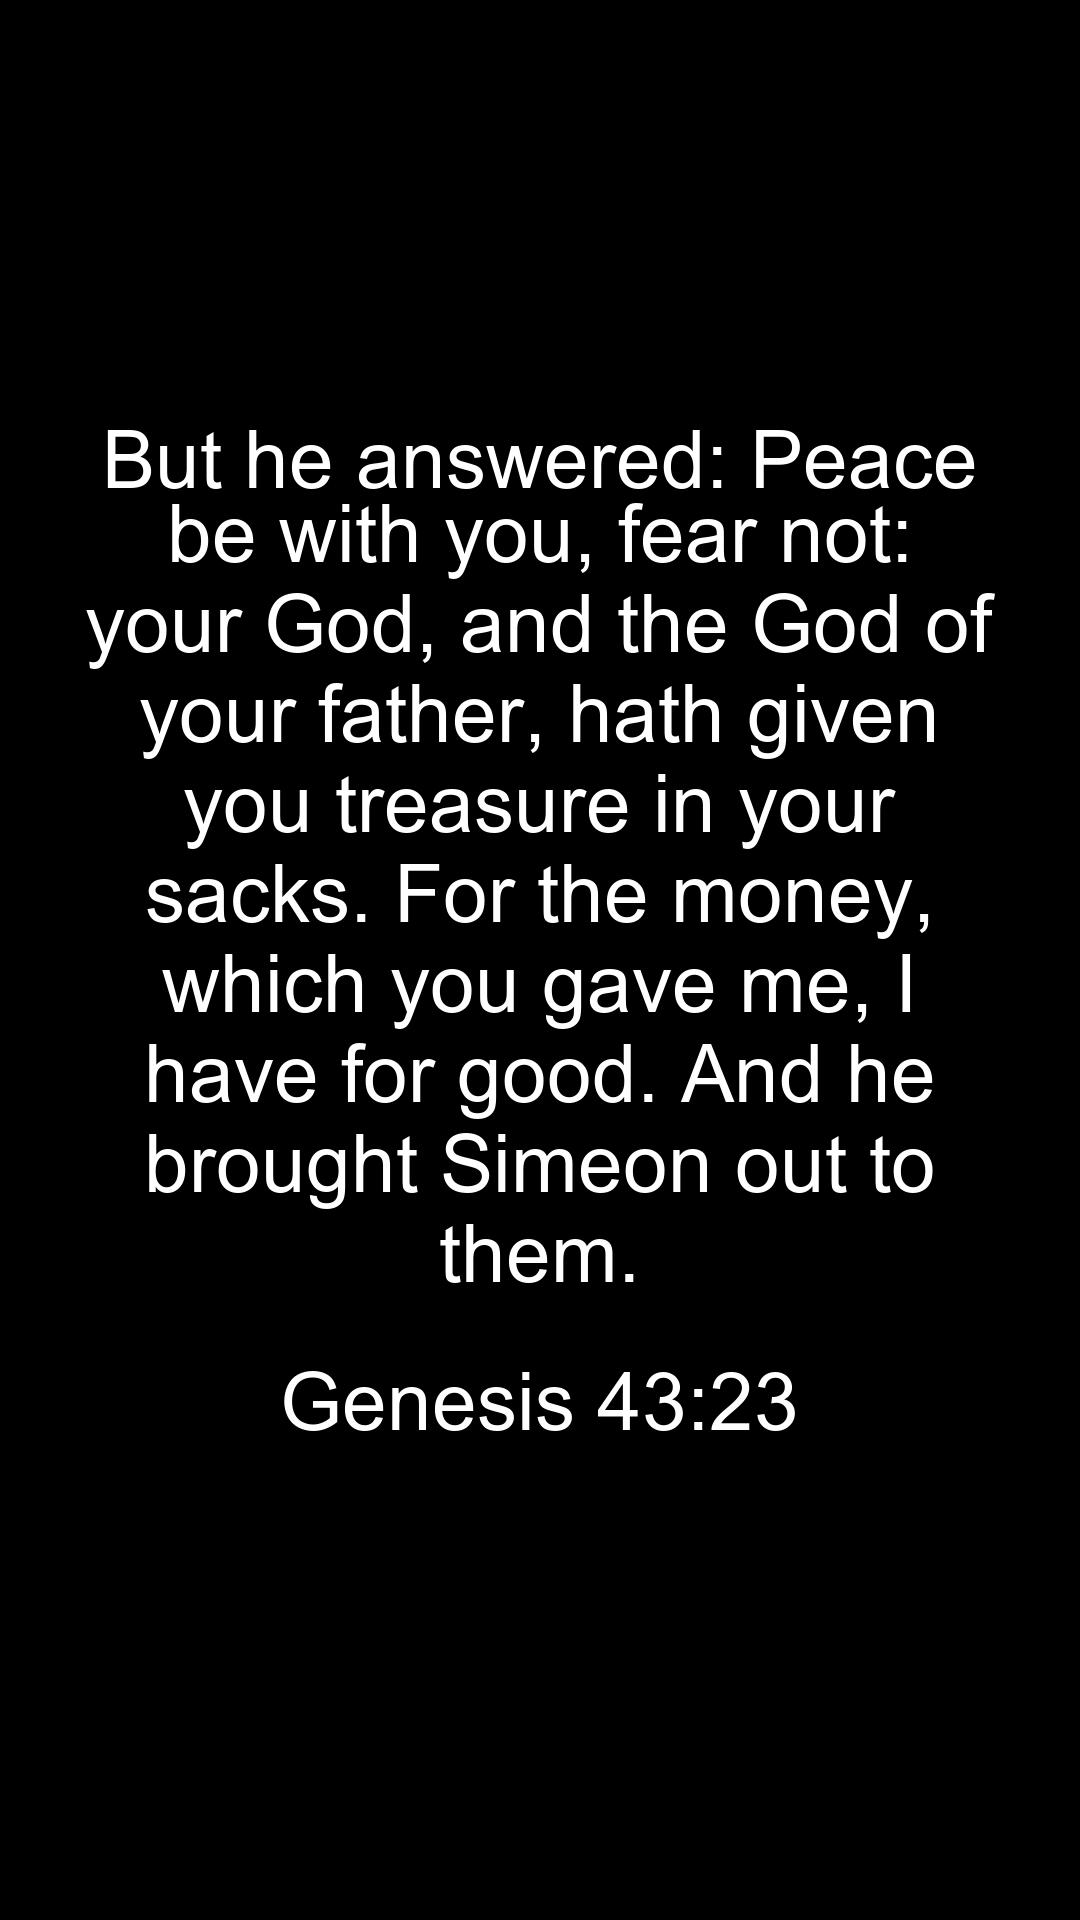 But he answered: Peace
be with you, fear not:
your God, and the God of
your father, hath given
you treasure in your
sacks. For the money,
which you gave me, I
have for good. And he
brought Simeon out to
them.
Genesis 43:23